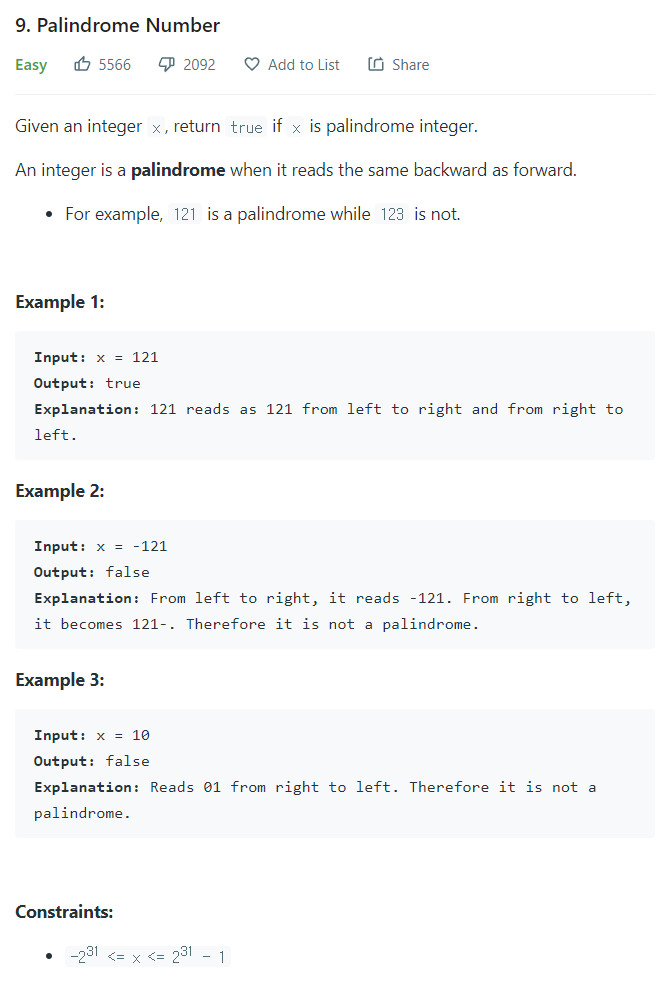 9. Palindrome Number
Easy 5566 2092 Add to List Share
Given an integer x, return true if x is palindrome integer.
An integer is a palindrome when it reads the same backward as forward.
• For example, 121 is a palindrome while 123 is not.
Example 1:
Input: x = 121
Output: true
Explanation: 121 reads as 121 from left to right and from right to
left.
Example 2:
Input: x = -121
Output: false
Explanation: From left to right, it reads -121. From right to left,
it becomes 121-. Therefore it is not a palindrome.
Example 3:
Input: x = 10
Output: false
Explanation: Reads 01 from right to left. Therefore it is not a
palindrome.
Constraints:
• -2³¹ <= x <= 2³¹ - 1